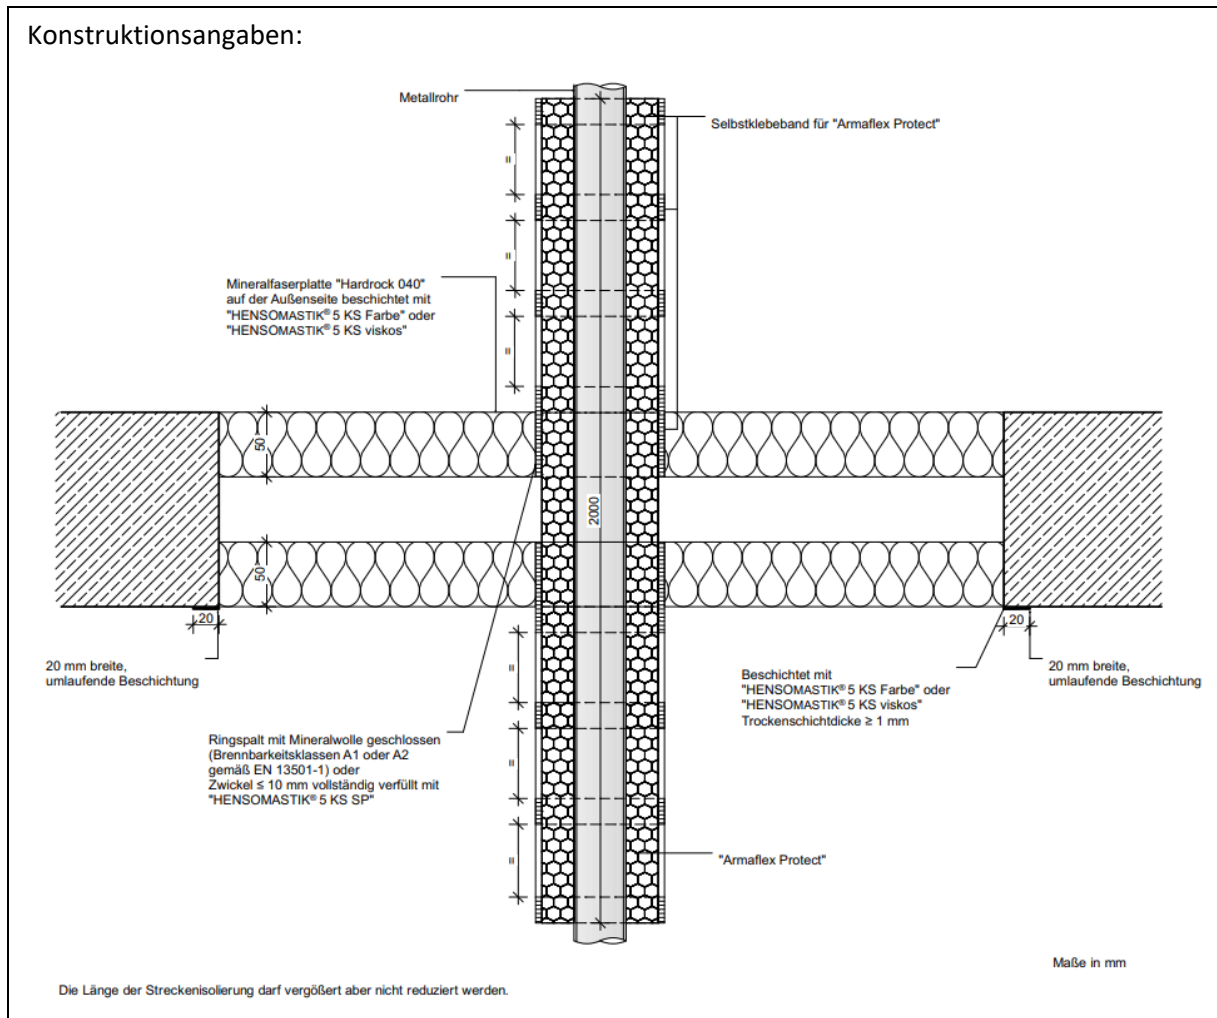 Konstruktionsangaben:
Metallrohr
Selbstklebeband für "Armaflex Protect"
=
=
=
Mineralfaserplatte "Hardrock 040"
auf der Außenseite beschichtet mit
"HENSOMASTIK® 5 KS Farbe" oder
"HENSOMASTIK® 5 KS viskos"
50
2000
50
20
20
20 mm breite,
umlaufende Beschichtung
Beschichtet mit
"HENSOMASTIK® 5 KS Farbe" oder
"HENSOMASTIK® 5 KS viskos"
Trockenschichtdicke ≥ 1 mm
20 mm breite,
umlaufende Beschichtung
=
=
=
Ringspalt mit Mineralwolle geschlossen
(Brennbarkeitsklassen A1 oder A2
gemäß EN 13501-1) oder
Zwickel ≤ 10 mm vollständig verfüllt mit
"HENSOMASTIK® 5 KS SP"
"Armaflex Protect"
Maße in mm
Die Länge der Streckenisolierung darf vergößert aber nicht reduziert werden.